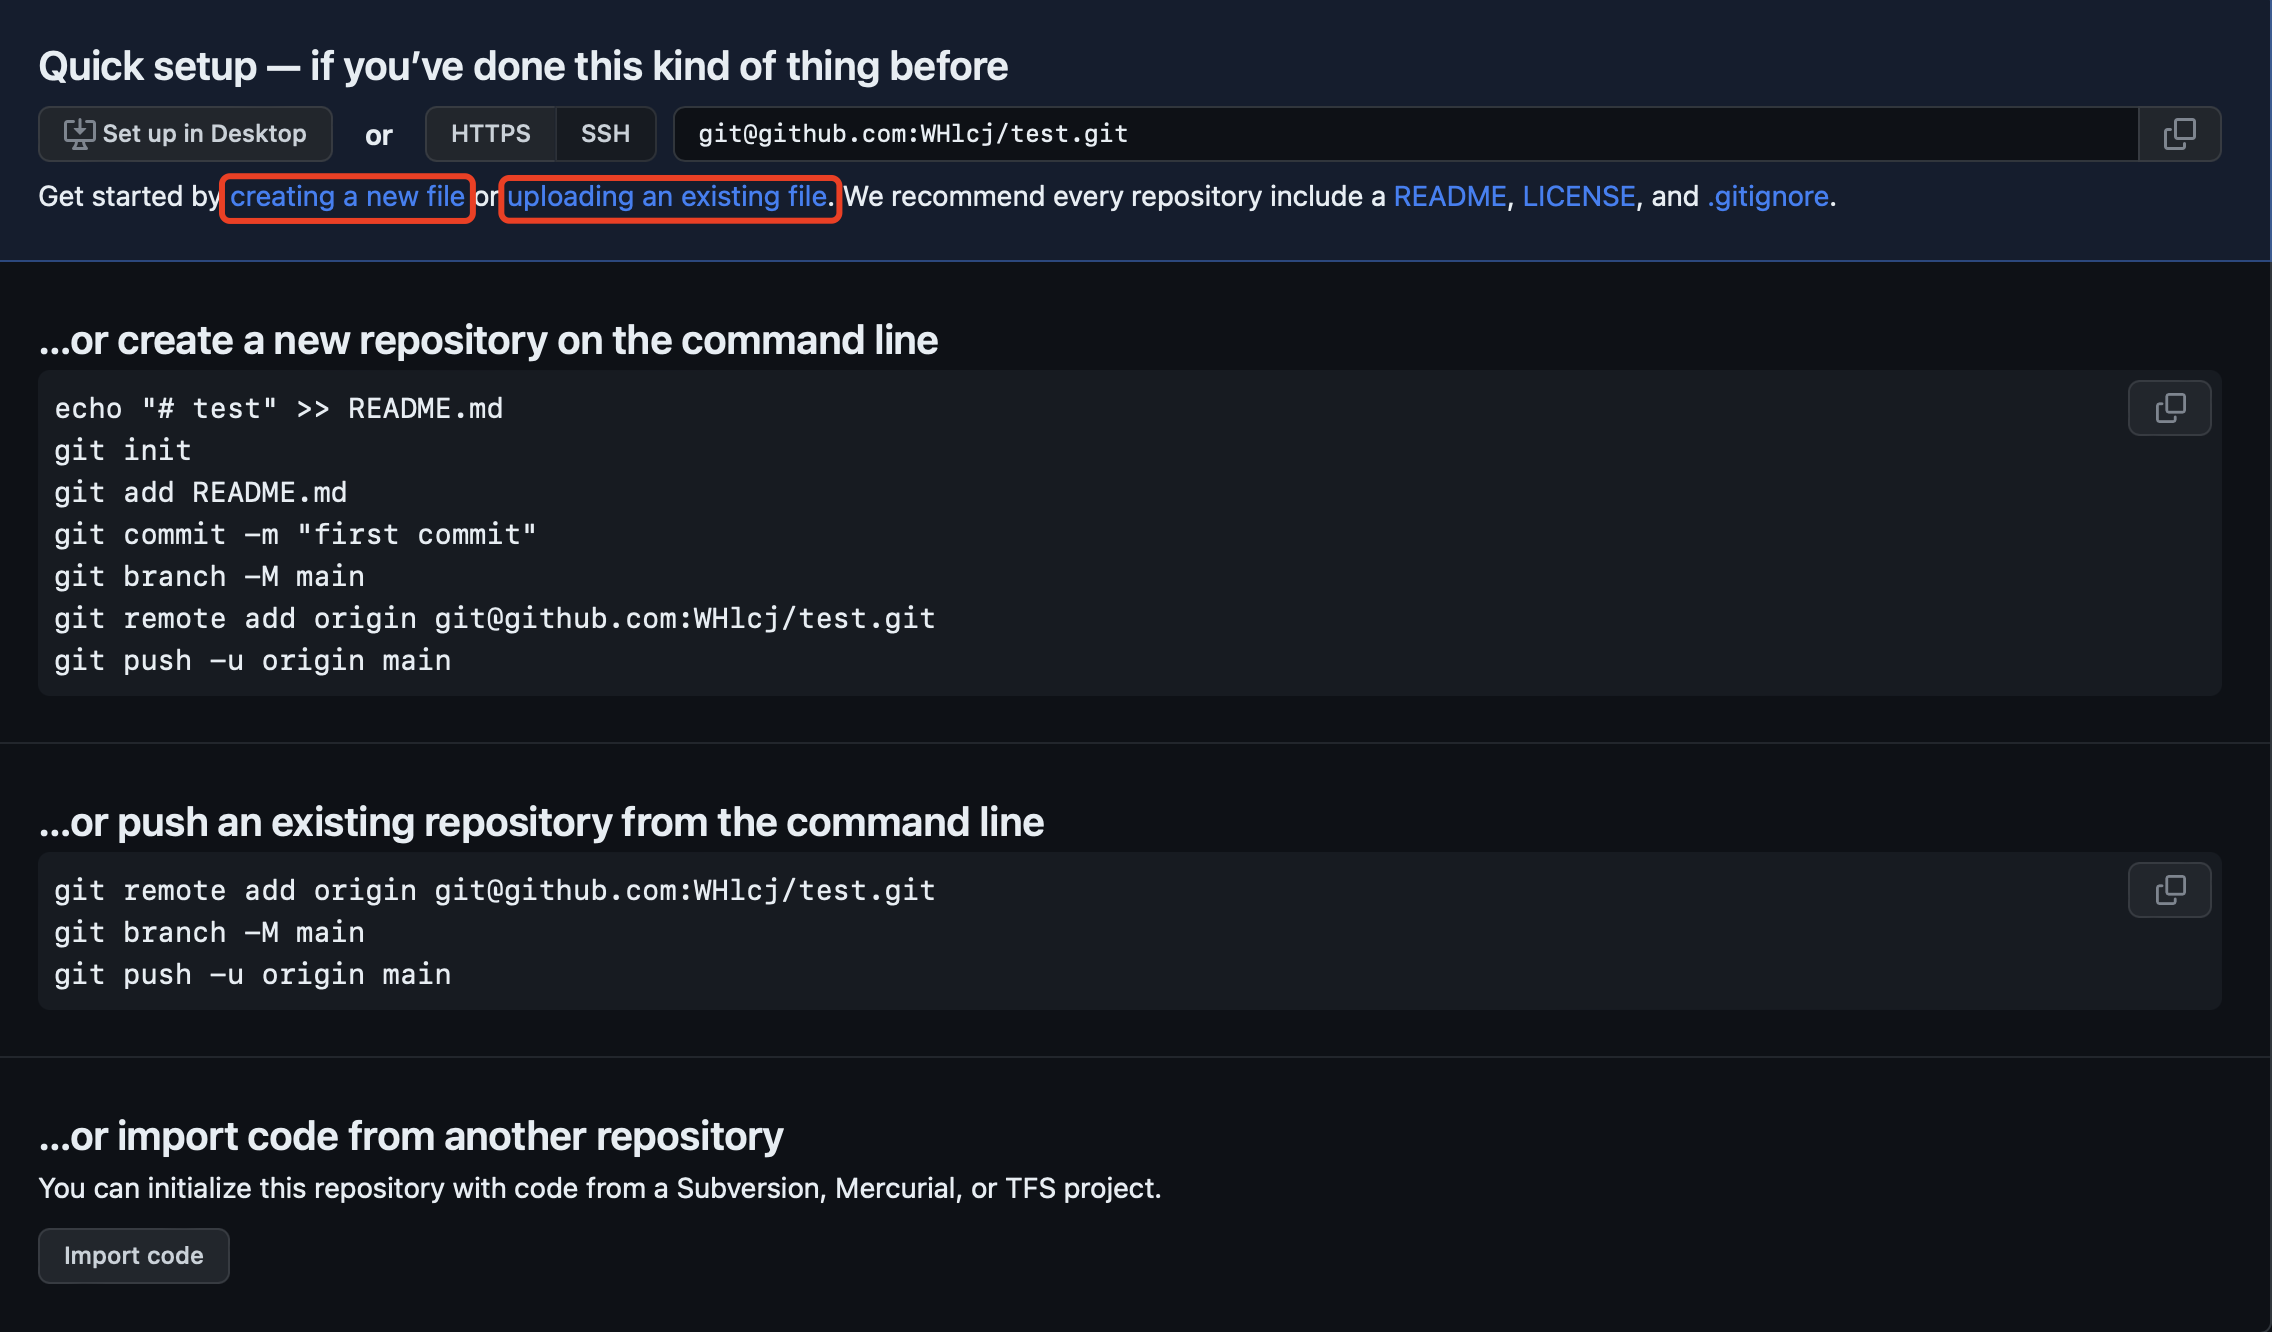 Quick setup — if you’ve done this kind of thing before
Set up in Desktop or HTTPS SSH git@github.com:WHlcj/test.git
Get started by creating a new file or uploading an existing file. We recommend every repository include a README, LICENSE, and .gitignore.
…or create a new repository on the command line
echo "# test" >> README.md
git init
git add README.md
git commit -m "first commit"
git branch -M main
git remote add origin git@github.com:WHlcj/test.git
git push -u origin main
…or push an existing repository from the command line
git remote add origin git@github.com:WHlcj/test.git
git branch -M main
git push -u origin main
…or import code from another repository
You can initialize this repository with code from a Subversion, Mercurial, or TFS project.
Import code